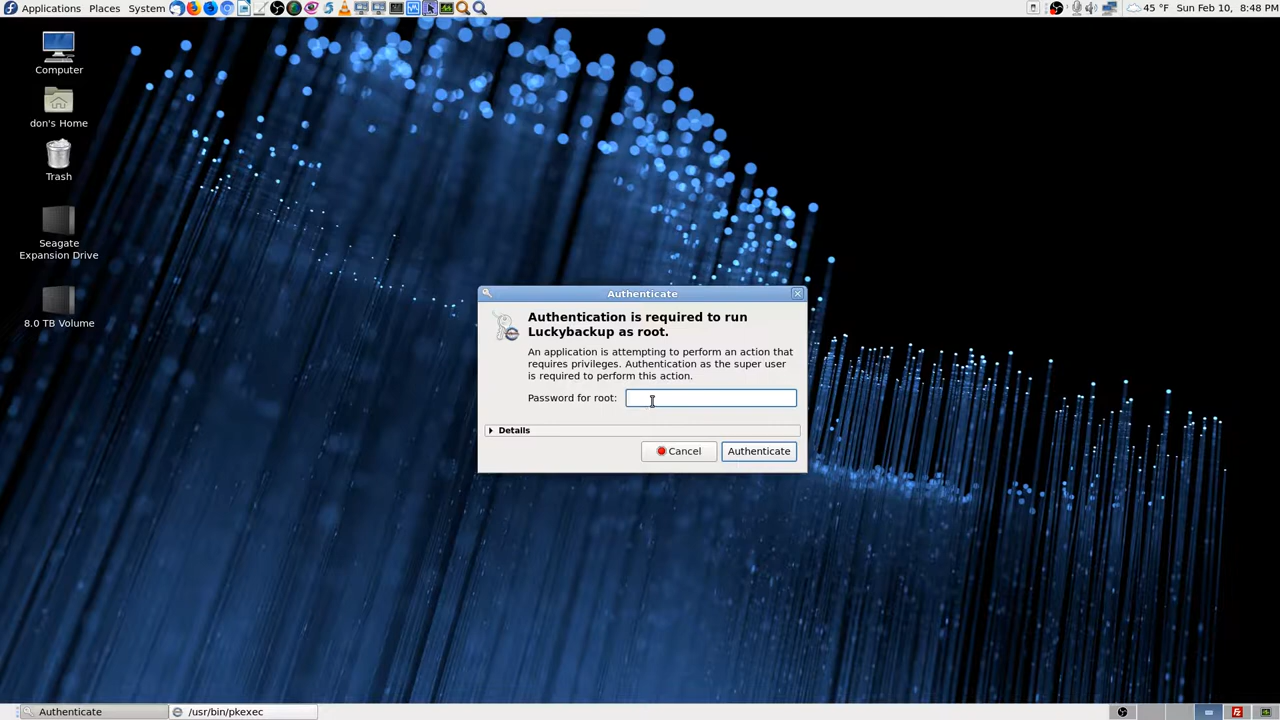 Applications Places System
45 °F Sun Feb 10, 8:48 PM
Computer
don's Home
Trash
Seagate
Expansion Drive
8.0 TB Volume
Authenticate
Authentication is required to run
Luckybackup as root.
An application is attempting to perform an action that
requires privileges. Authentication as the super user
is required to perform this action.
Password for root:
Details
Cancel Authenticate
Authenticate /usr/bin/pkexec